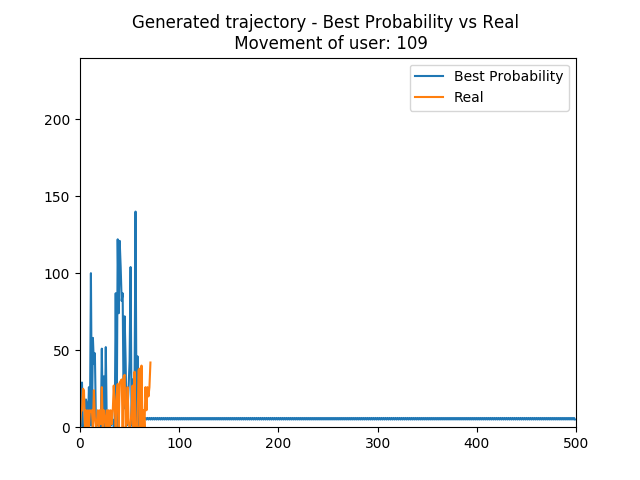 Generated trajectory - Best Probability vs Real
Movement of user: 109
Best Probability
Real
200
150
100
50
0
0 100 200 300 400 500